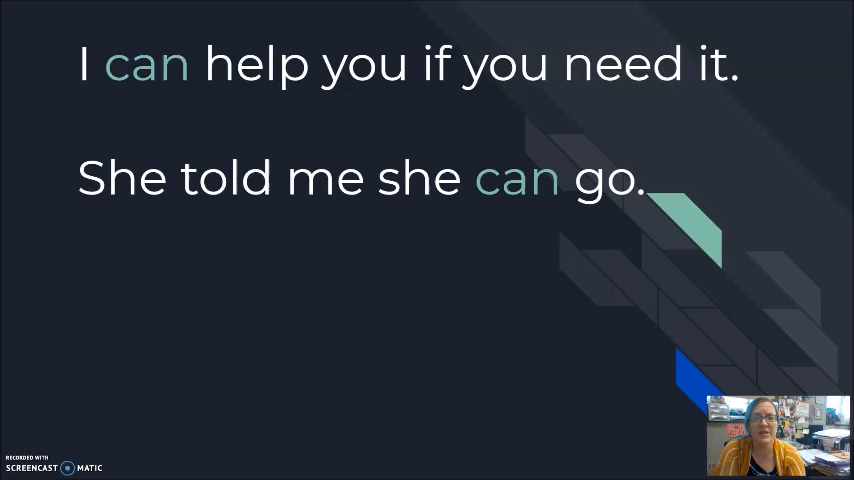 I can help you if you need it.
She told me she can go.
RECORDED WITH
SCREENCAST MATIC